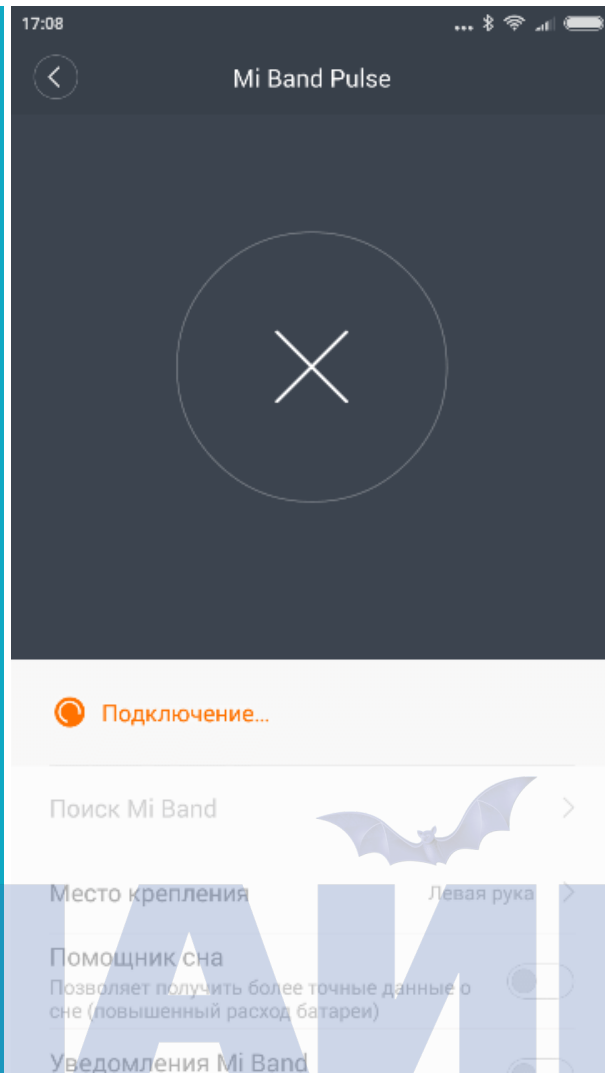 17:08
Mi Band Pulse
Подключение...
Поиск Mi Band
Место крепления Левая рука
Помощник сна
Позволяет получить более точные данные о
сне (повышенный расход батареи)
Уведомления Mi Band